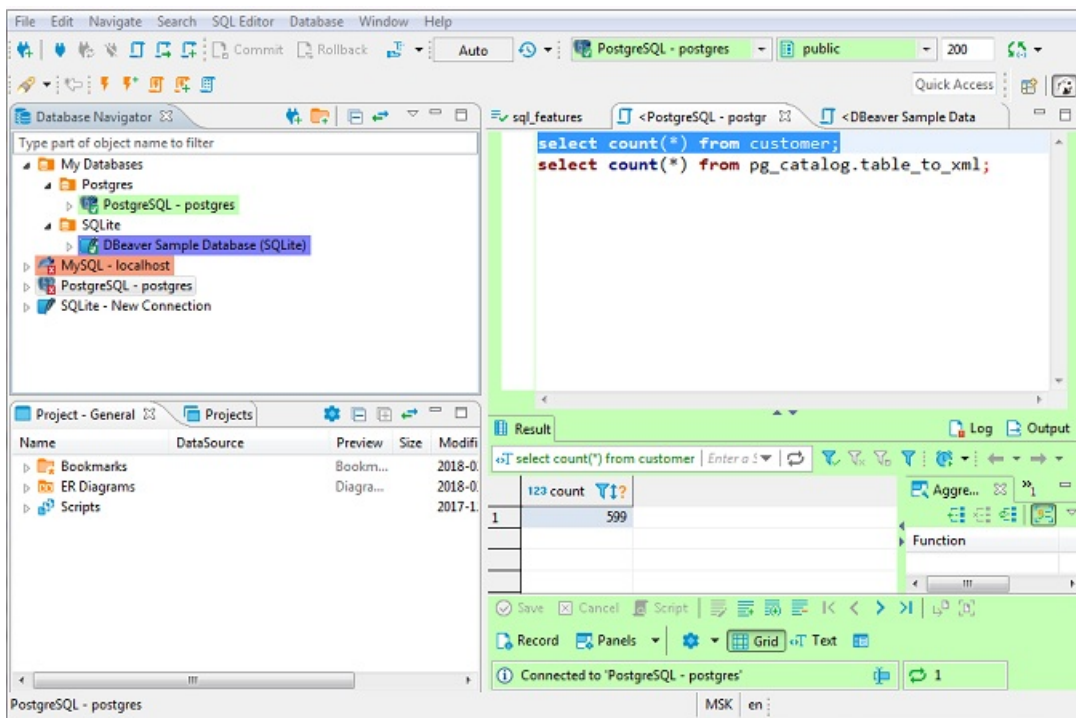 File Edit Navigate Search SQL Editor Database Window Help
Commit Rollback Auto PostgreSQL - postgres public 200
Quick Access
Database Navigator
Type part of object name to filter
My Databases
Postgres
PostgreSQL - postgres
SQLite
DBeaver Sample Database (SQLite)
MySQL - localhost
PostgreSQL - postgres
SQLite - New Connection
sql_features <PostgreSQL - postgr <DBeaver Sample Data
select count(*) from customer;
select count(*) from pg_catalog.table_to_xml;
Project - General Projects
Name DataSource Preview Size Modifi
Bookmarks Bookm... 2018-0
ER Diagrams Diagra... 2018-0
Scripts 2017-1
Result Log Output
select count(*) from customer Enter a
123 count Aggre...
1 599
Function
Save Cancel Script
Record Panels Grid Text
Connected to 'PostgreSQL - postgres' 1
PostgreSQL - postgres MSK en